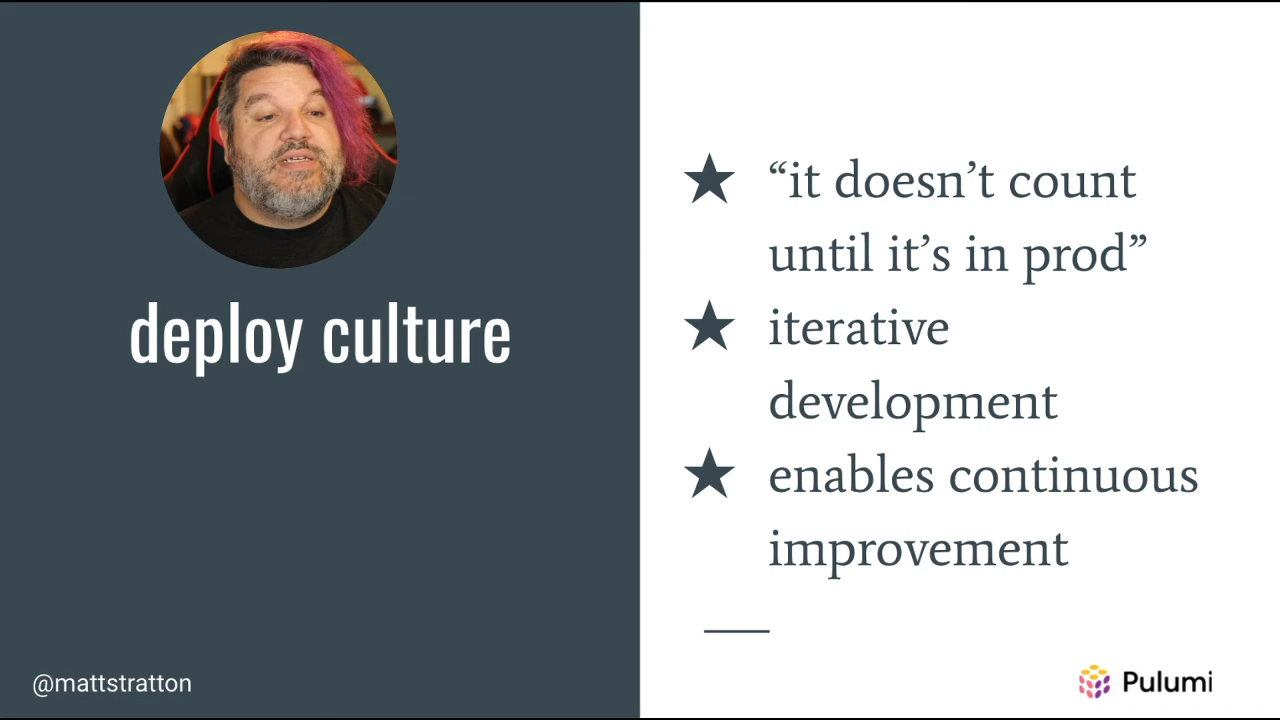 deploy culture
“it doesn’t count
until it’s in prod”
iterative
development
enables continuous
improvement
@mattstratton
Pulumi